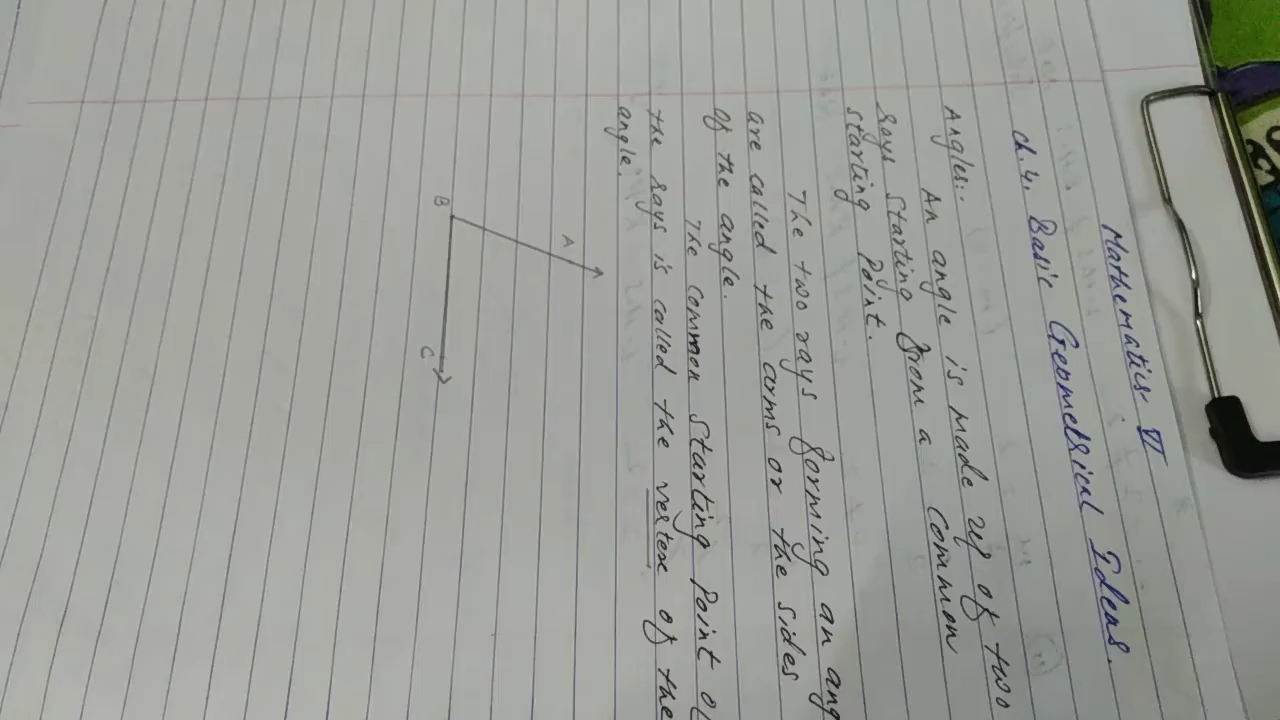 Mathematics VI
Ch.4. Basic Geometrical Ideas.
Angles:-
An angle is made up of two
rays starting from a common
starting point.
The two rays forming an ang
are called the arms or the sides
of the angle.
The common starting point of
the rays is called the vertex of the
angle.
A
B
C